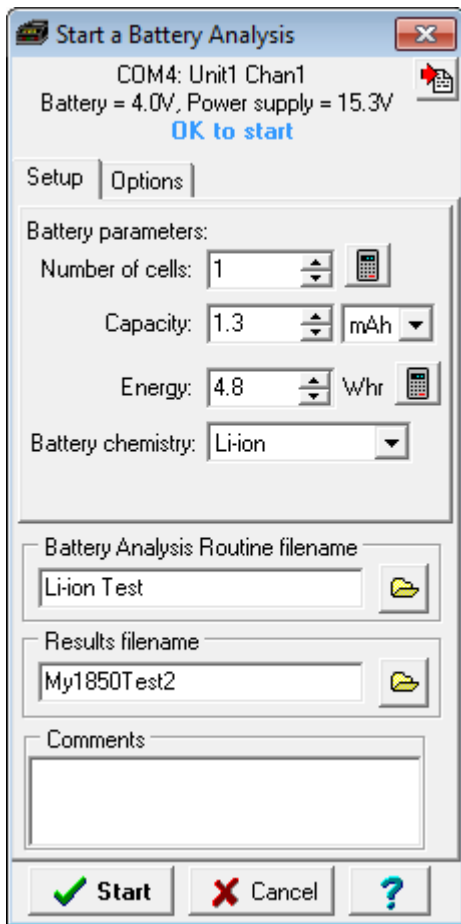 Start a Battery Analysis
COM4: Unit1 Chan1
Battery = 4.0V, Power supply = 15.3V
OK to start
Setup Options
Battery parameters:
Number of cells: 1
Capacity: 1.3 mAh
Energy: 4.8 Whr
Battery chemistry: Li-ion
Battery Analysis Routine filename
Li-ion Test
Results filename
My1850Test2
Comments
Start Cancel ?